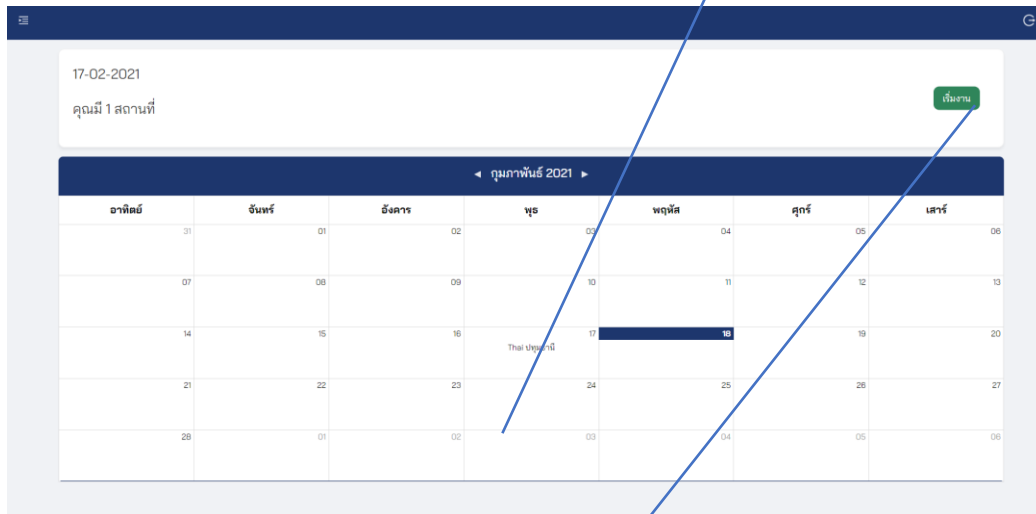 17-02-2021
คุณมี 1 สถานที่
เริ่มงาน
◄ กุมภาพันธ์ 2021 ►
อาทิตย์ จันทร์ อังคาร พุธ พฤหัส ศุกร์ เสาร์
31 01 02 03 04 05 06
07 08 09 10 11 12 13
14 15 16 17 18 19 20
Thai ปทุมธานี
21 22 23 24 25 26 27
28 01 02 03 04 05 06